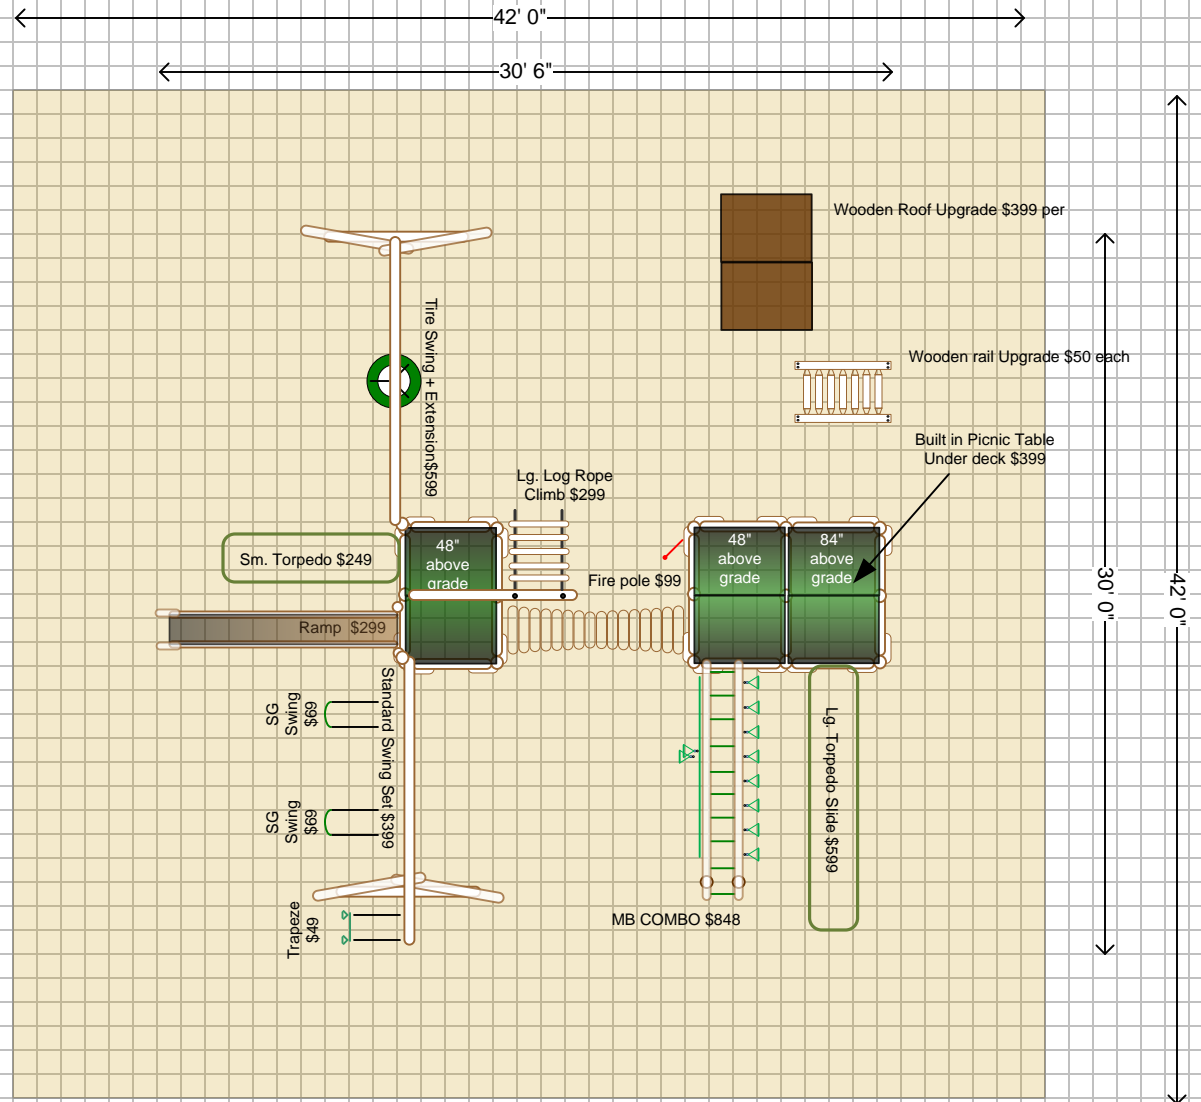 42' 0"
30' 6"
Wooden Roof Upgrade $399 per
Tire Swing + Extension$599
Wooden rail Upgrade $50 each
Built in Picnic Table
Under deck $399
Lg. Log Rope
Climb $299
Sm. Torpedo $249
48"
above
grade
Fire pole $99
48"
above
grade
84"
above
grade
30' 0"
42' 0"
Ramp $299
SG
Swing
$69
Standard Swing Set $399
SG
Swing
$69
Lg. Torpedo Slide $599
Trapeze
$49
MB COMBO $848